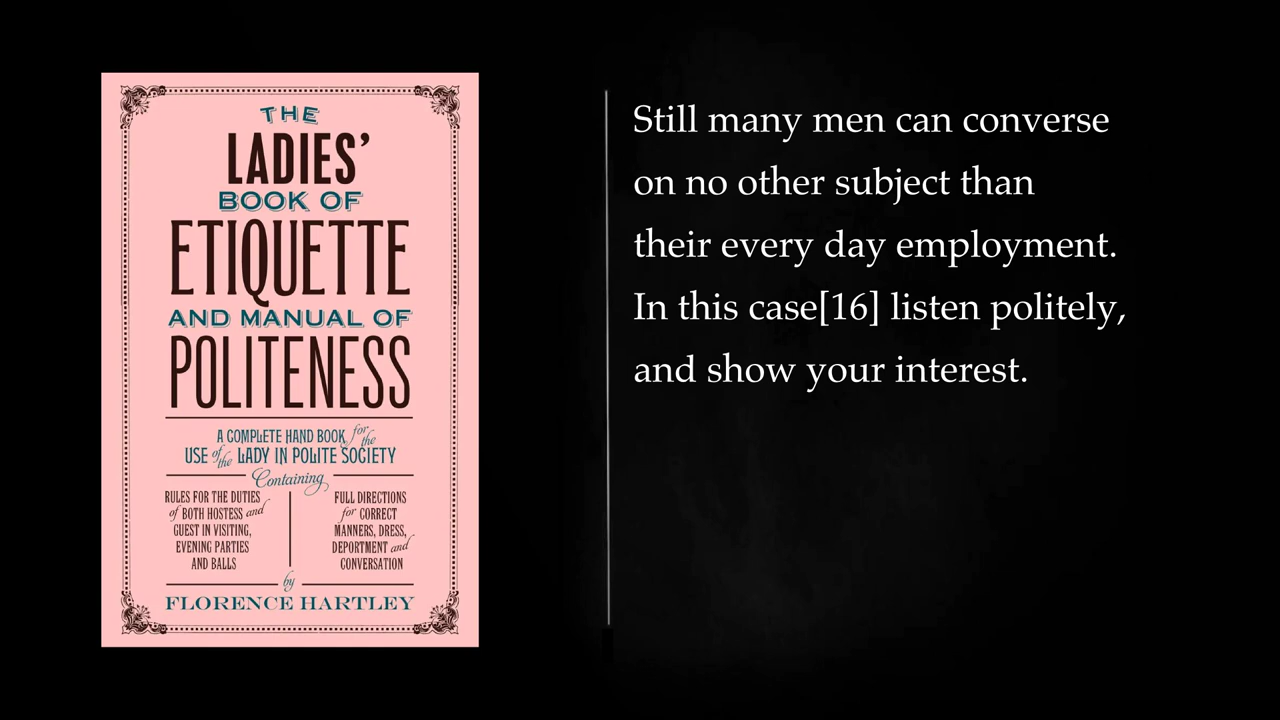 THE
LADIES'
BOOK OF
ETIQUETTE
AND MANUAL OF
POLITENESS
A COMPLETE HAND BOOK for the
USE of the LADY IN POLITE SOCIETY
Containing
RULES FOR THE DUTIES
of BOTH HOSTESS and
GUEST IN VISITING,
EVENING PARTIES
AND BALLS
FULL DIRECTIONS
for CORRECT
MANNERS, DRESS,
DEPORTMENT and
CONVERSATION
by
FLORENCE HARTLEY
Still many men can converse
on no other subject than
their every day employment.
In this case[16] listen politely,
and show your interest.